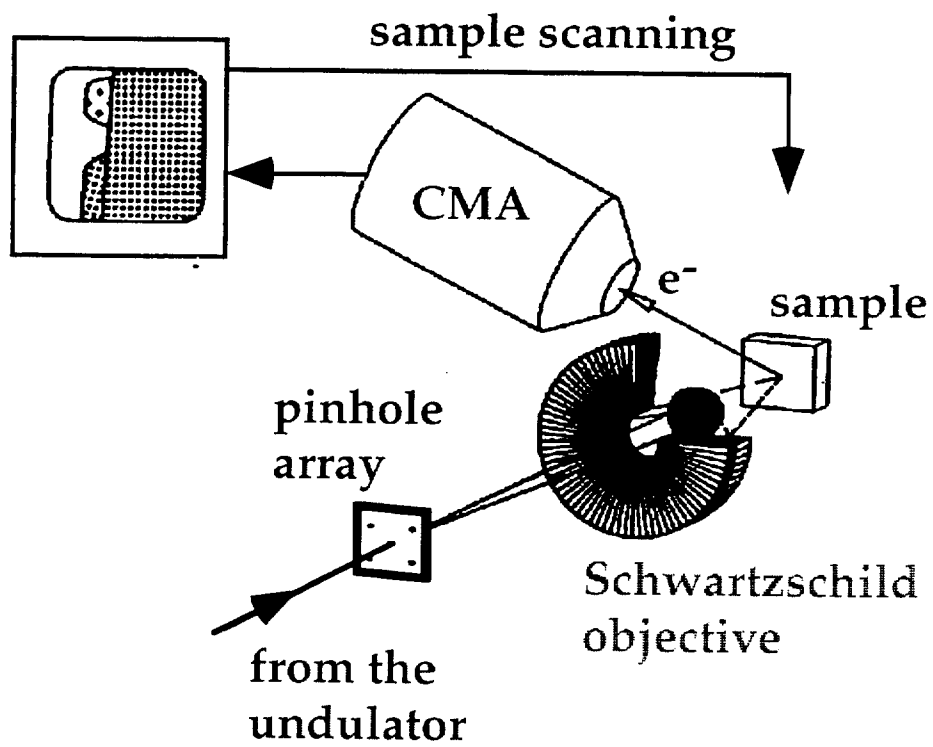 sample scanning
CMA
e⁻
sample
pinhole
array
Schwartzschild
objective
from the
undulator